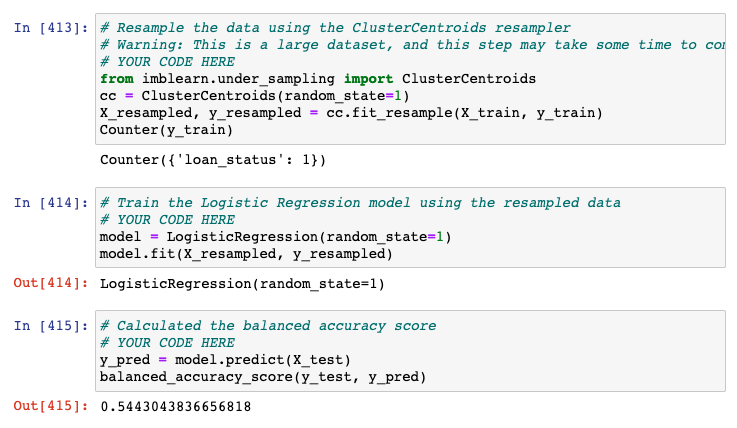 In [413]: # Resample the data using the ClusterCentroids resampler
# Warning: This is a large dataset, and this step may take some time to
# YOUR CODE HERE
from imblearn.under_sampling import ClusterCentroids
cc = ClusterCentroids(random_state=1)
X_resampled, y_resampled = cc.fit_resample(X_train, y_train)
Counter(y_train)
Counter({'loan_status': 1})
In [414]: # Train the Logistic Regression model using the resampled data
# YOUR CODE HERE
model = LogisticRegression(random_state=1)
model.fit(X_resampled, y_resampled)
Out[414]: LogisticRegression(random_state=1)
In [415]: # Calculated the balanced accuracy score
# YOUR CODE HERE
y_pred = model.predict(X_test)
balanced_accuracy_score(y_test, y_pred)
Out[415]: 0.5443043836656818